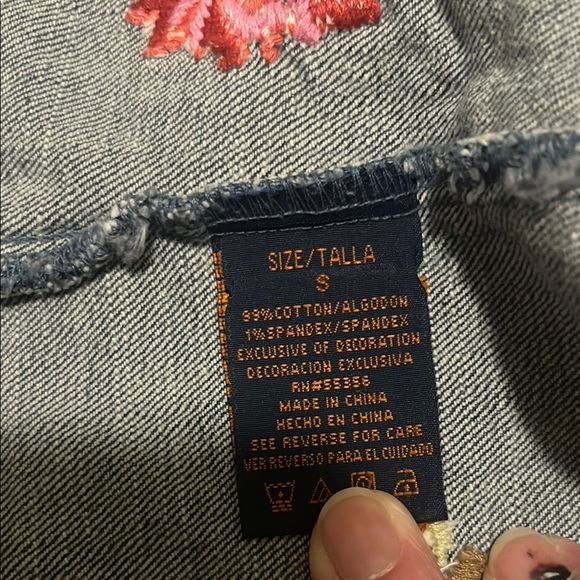 SIZE/TALLA
S
99%COTTON/ALGODON
1%SPANDEX/SPANDEX
EXCLUSIVE OF DECORATION
DECORACION EXCLUSIVA
RN#55356
MADE IN CHINA
HECHO EN CHINA
SEE REVERSE FOR CARE
VER REVERSO PARA EL CUIDADO